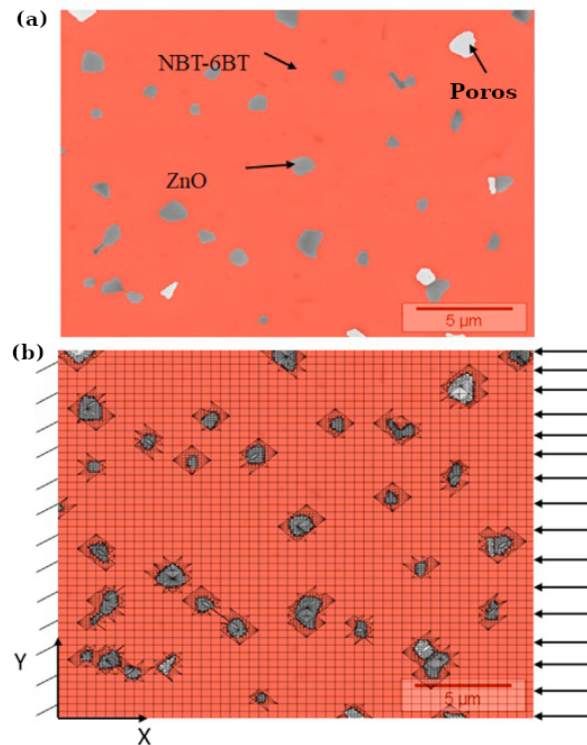 (a)
NBT-6BT
Poros
ZnO
5 μm
(b)
Y
5 μm
X